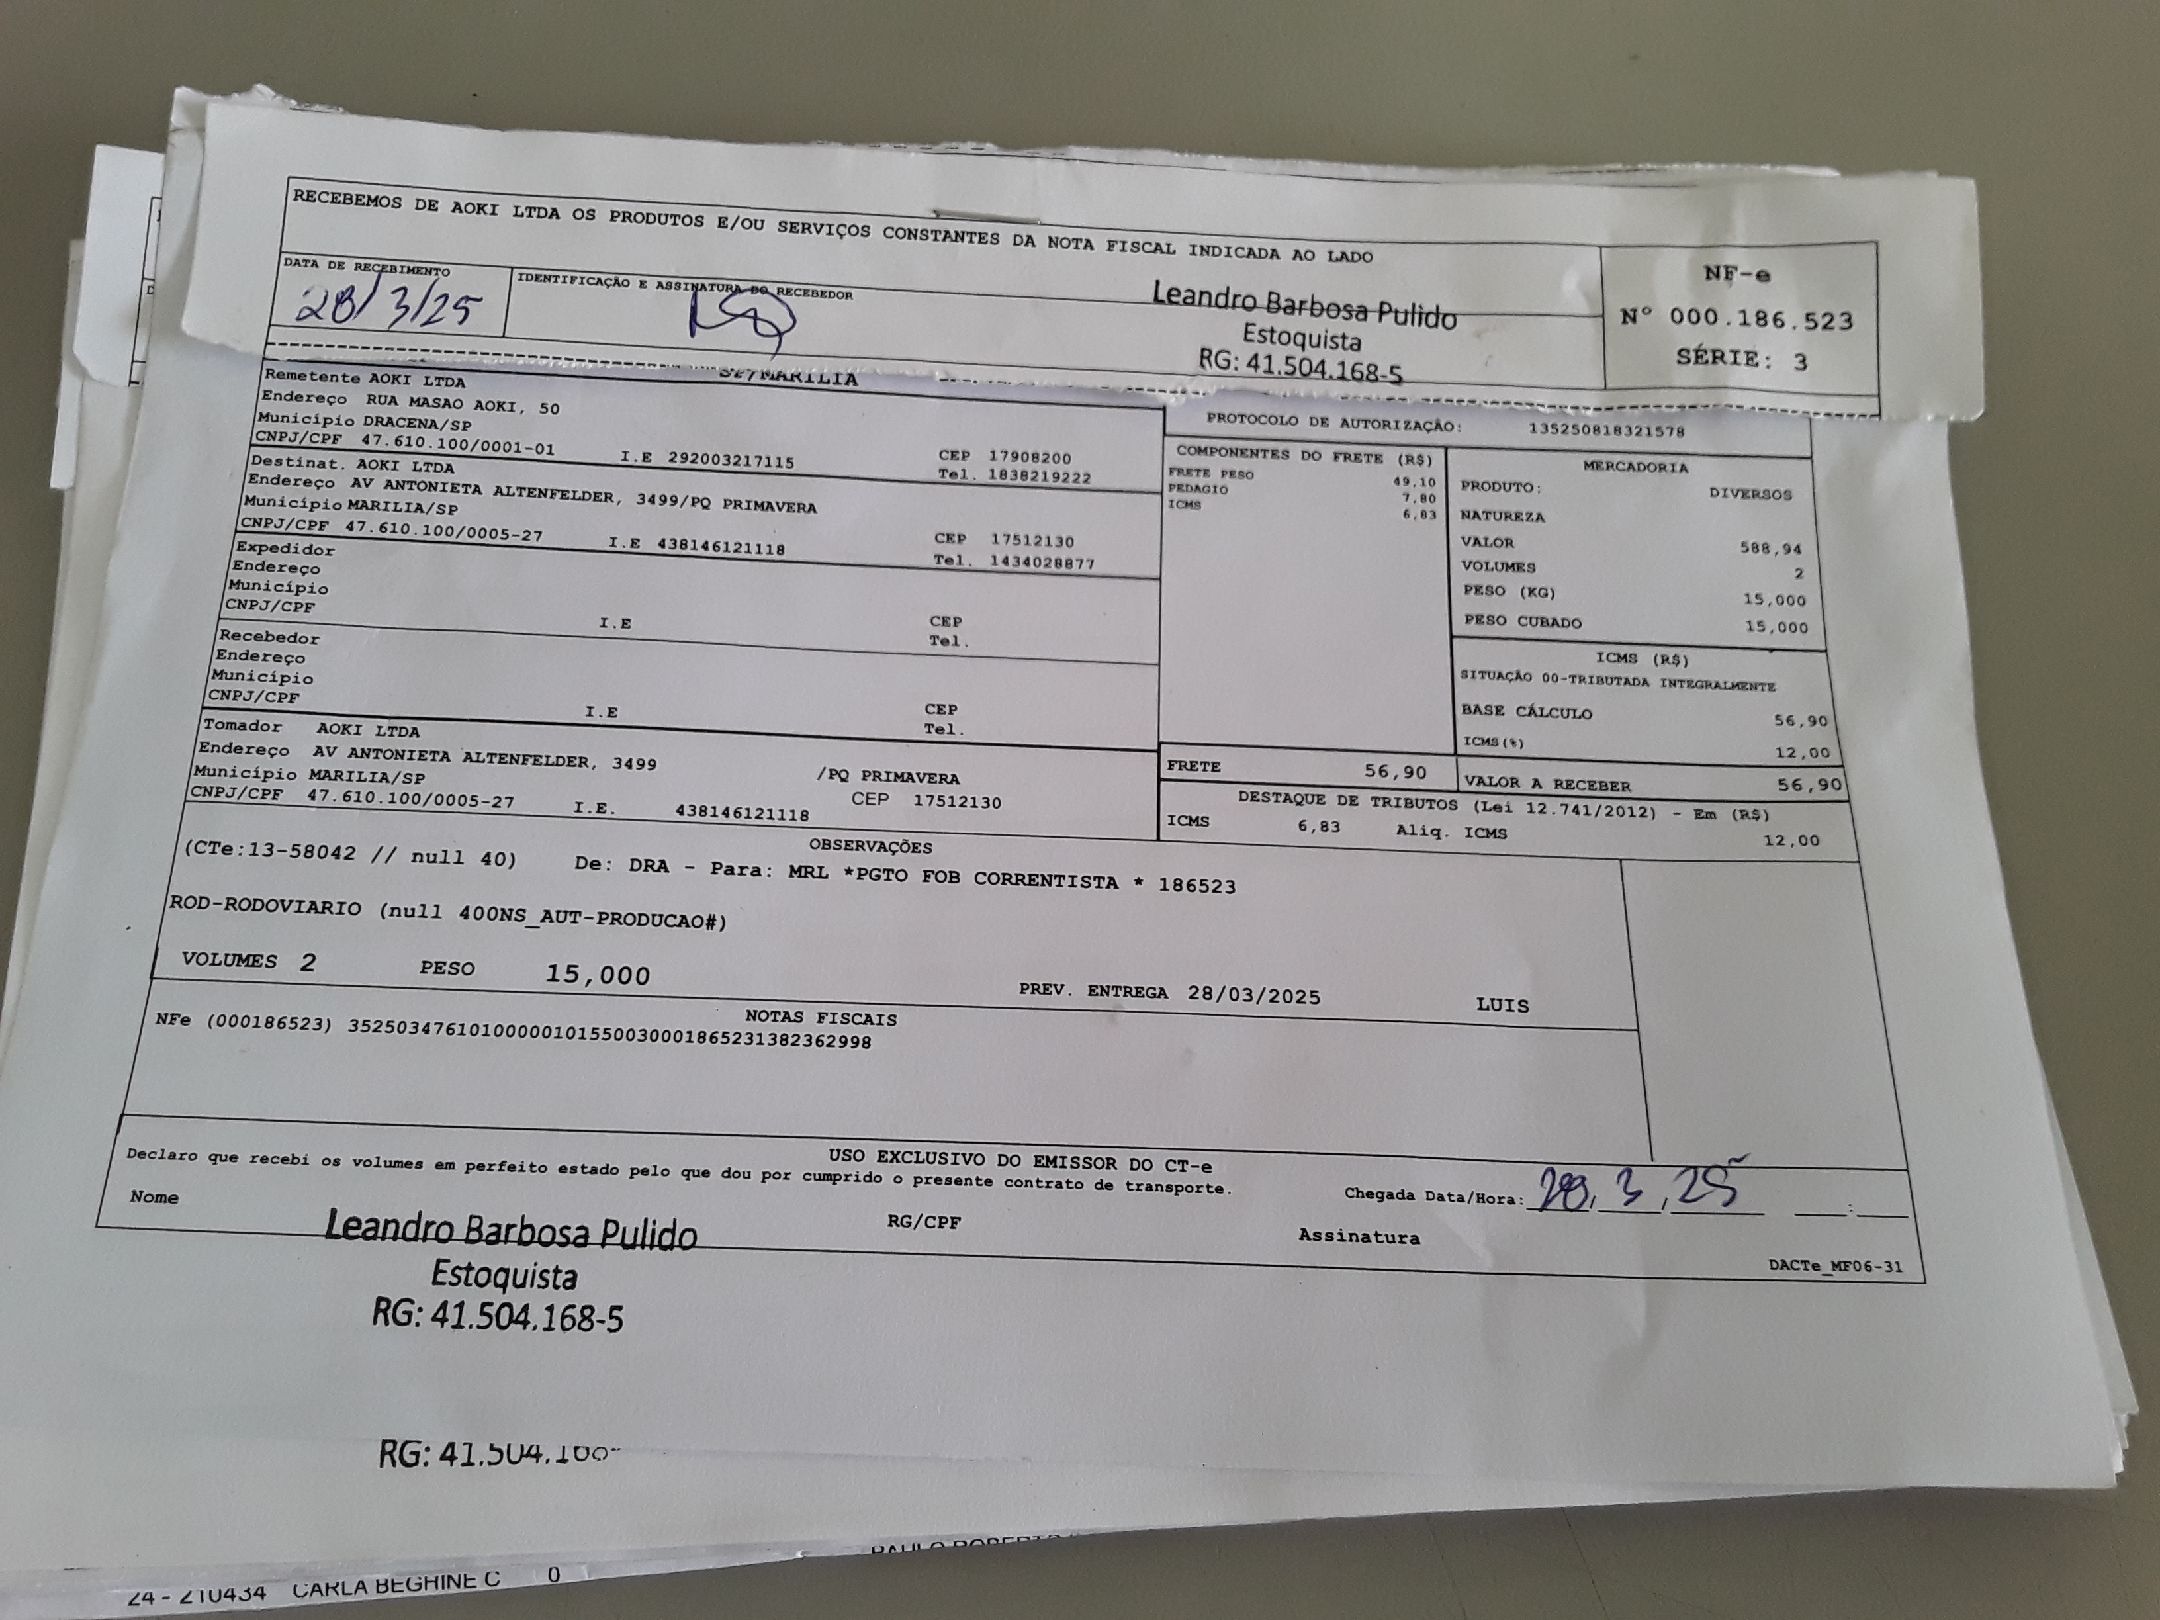 RECEBEMOS DE AOKI LTDA OS PRODUTOS E/OU SERVIÇOS CONSTANTES DA NOTA FISCAL INDICADA AO LADO
DATA DE RECEBIMENTO
28/3/25
IDENTIFICAÇÃO E ASSINATURA DO RECEBEDOR
Leandro Barbosa Pulido
Estoquista
RG: 41.504.168-5
NF-e
Nº 000.186.523
SÉRIE: 3
SP/MARILIA
Remetente AOKI LTDA
Endereço RUA MASAO AOKI, 50
Município DRACENA/SP
CNPJ/CPF 47.610.100/0001-01 I.E 292003217115 CEP 17908200
Tel. 1838219222
Destinat. AOKI LTDA
Endereço AV ANTONIETA ALTENFELDER, 3499/PQ PRIMAVERA
Município MARILIA/SP
CNPJ/CPF 47.610.100/0005-27 I.E 438146121118 CEP 17512130
Tel. 1434028877
Expedidor
Endereço
Município
CNPJ/CPF I.E CEP
Tel.
Recebedor
Endereço
Município
CNPJ/CPF I.E CEP
Tel.
Tomador AOKI LTDA
Endereço AV ANTONIETA ALTENFELDER, 3499 /PQ PRIMAVERA
Município MARILIA/SP CEP 17512130
CNPJ/CPF 47.610.100/0005-27 I.E. 438146121118
PROTOCOLO DE AUTORIZAÇÃO: 135250818321578
COMPONENTES DO FRETE (R$)
FRETE PESO 49,10
PEDAGIO 7,80
ICMS 6,83
MERCADORIA
PRODUTO: DIVERSOS
NATUREZA
VALOR 588,94
VOLUMES 2
PESO (KG) 15,000
PESO CUBADO 15,000
ICMS (R$)
SITUAÇÃO 00-TRIBUTADA INTEGRALMENTE
BASE CÁLCULO 56,90
ICMS(%) 12,00
FRETE 56,90 VALOR A RECEBER 56,90
DESTAQUE DE TRIBUTOS (Lei 12.741/2012) - Em (R$)
ICMS 6,83 Aliq. ICMS 12,00
OBSERVAÇÕES
(CTe:13-58042 // null 40) De: DRA - Para: MRL *PGTO FOB CORRENTISTA * 186523
ROD-RODOVIARIO (null 400NS_AUT-PRODUCAO#)
VOLUMES 2 PESO 15,000 PREV. ENTREGA 28/03/2025 LUIS
NOTAS FISCAIS
NFe (000186523) 35250347610100000101550030001865231382362998
USO EXCLUSIVO DO EMISSOR DO CT-e
Declaro que recebi os volumes em perfeito estado pelo que dou por cumprido o presente contrato de transporte.
Chegada Data/Hora: 28, 3, 25 :
Nome RG/CPF Assinatura
Leandro Barbosa Pulido
Estoquista
RG: 41.504.168-5
DACTe_MF06-31
RG: 41.504.168-
24 - 210434 CARLA BEGHINE C 0